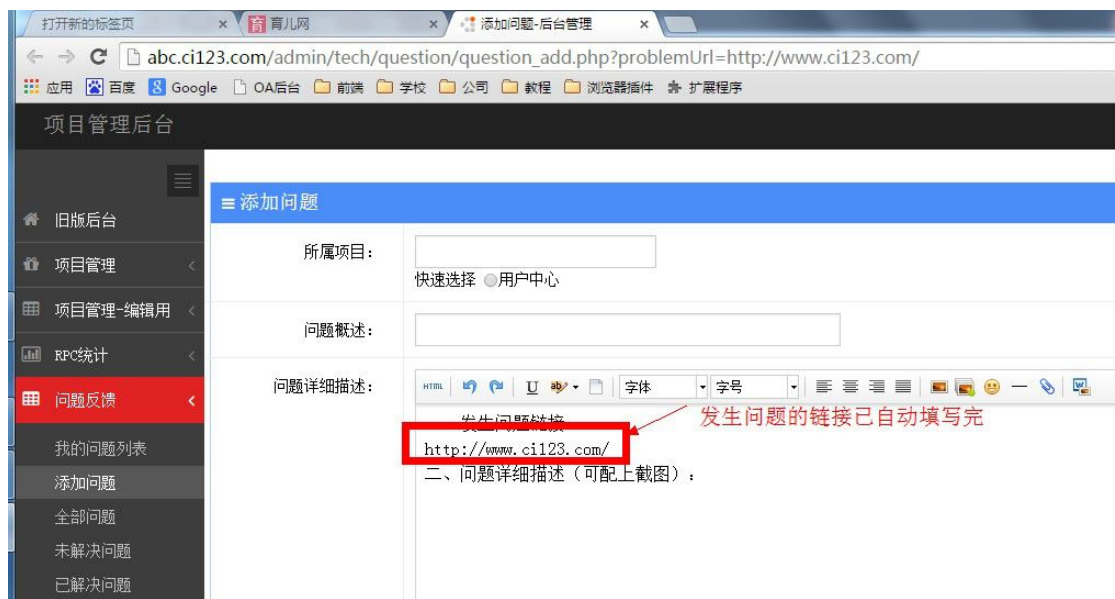 打开新的标签页
育 育儿网
添加问题-后台管理
abc.ci123.com/admin/tech/question/question_add.php?problemUrl=http://www.ci123.com/
应用 百度 8 Google OA后台 前端 学校 公司 教程 浏览器插件 扩展程序
项目管理后台
旧版后台
项目管理
项目管理-编辑用
RPC统计
问题反馈
我的问题列表
添加问题
全部问题
未解决问题
已解决问题
添加问题
所属项目：
快速选择 用户中心
问题概述：
问题详细描述：
HTML U ab 字体 字号
发生问题链接
发生问题的链接已自动填写完
http://www.ci123.com/
二、问题详细描述（可配上截图）：